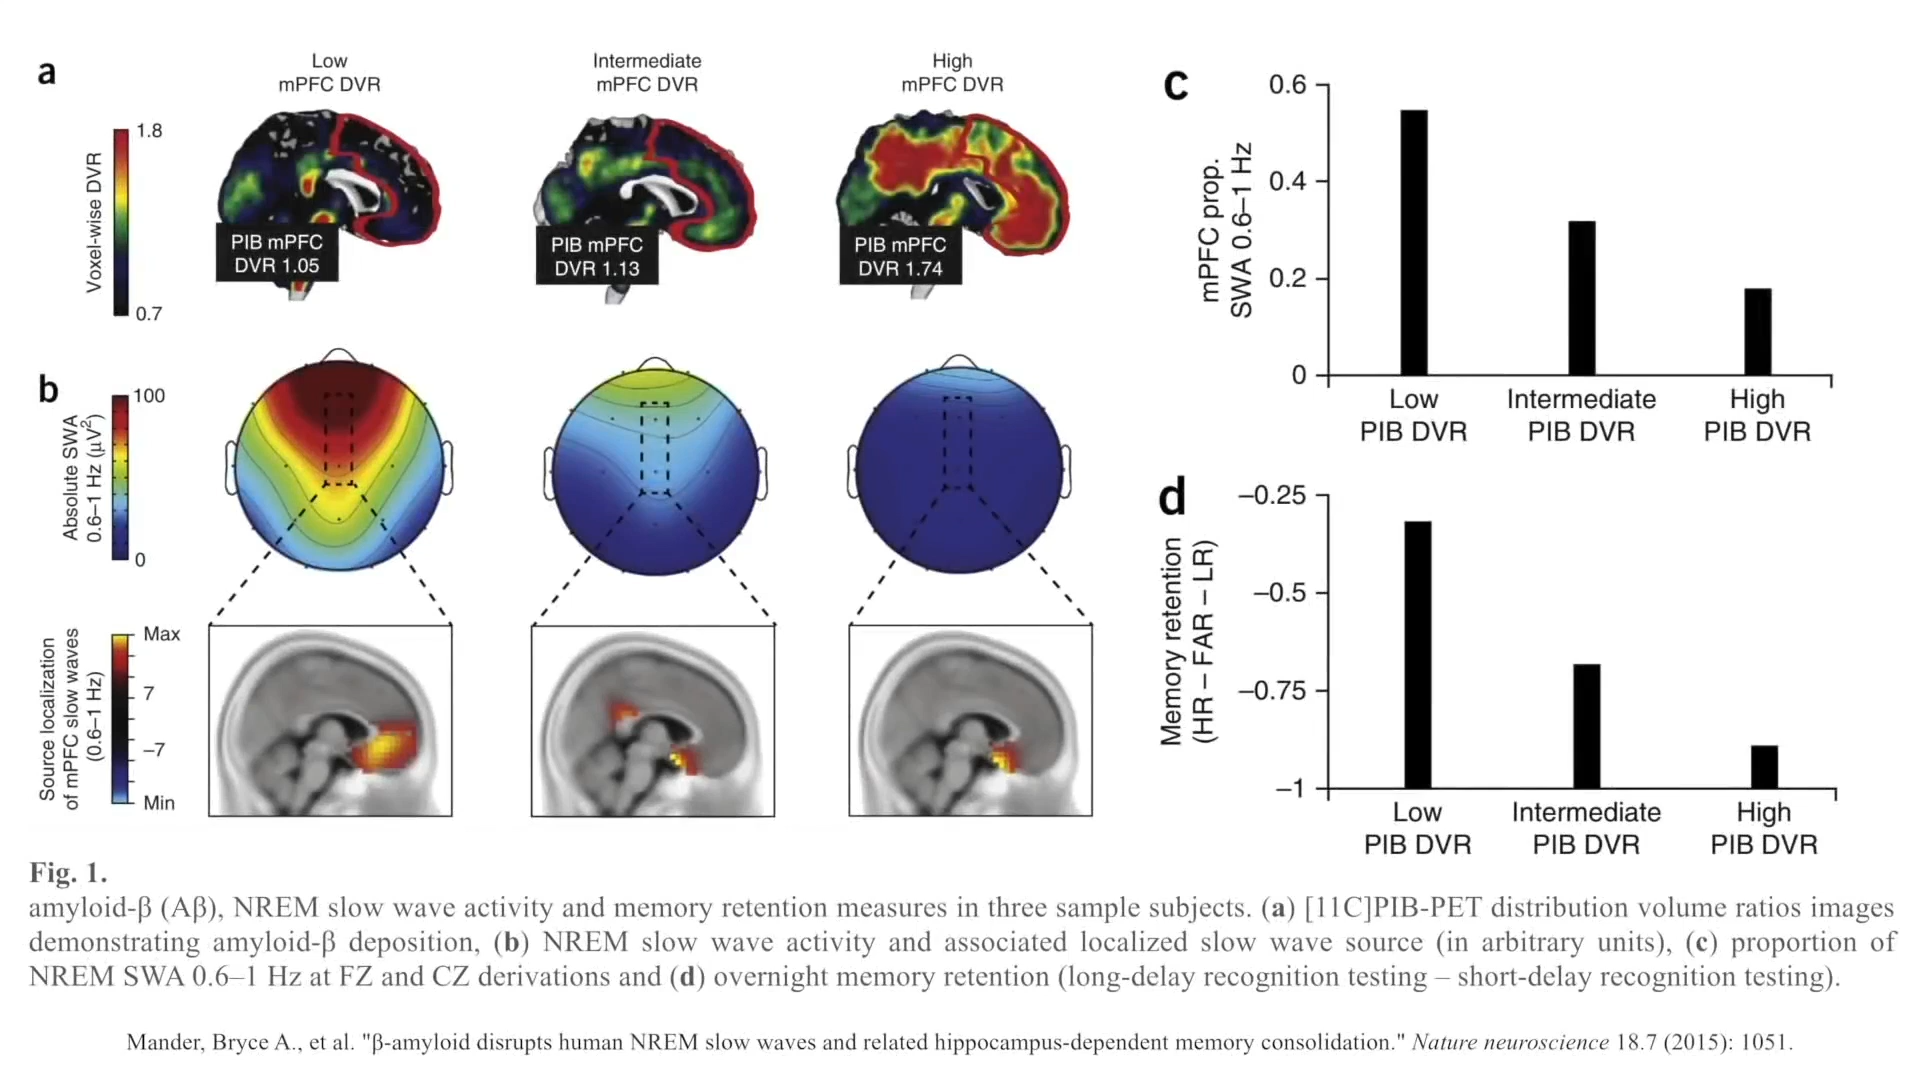 a
Low
mPFC DVR
Intermediate
mPFC DVR
High
mPFC DVR
Voxel-wise DVR
1.8
0.7
PIB mPFC
DVR 1.05
PIB mPFC
DVR 1.13
PIB mPFC
DVR 1.74
b
Absolute SWA
0.6–1 Hz (μV²)
100
0
Source localization
of mPFC slow waves
(0.6–1 Hz)
Max
7
–7
Min
c
mPFC prop.
SWA 0.6–1 Hz
0.6
0.4
0.2
0
Low
PIB DVR
Intermediate
PIB DVR
High
PIB DVR
d
Memory retention
(HR – FAR – LR)
–0.25
–0.5
–0.75
–1
Low
PIB DVR
Intermediate
PIB DVR
High
PIB DVR
Fig. 1.
amyloid-β (Aβ), NREM slow wave activity and memory retention measures in three sample subjects. (a) [11C]PIB-PET distribution volume ratios images
demonstrating amyloid-β deposition, (b) NREM slow wave activity and associated localized slow wave source (in arbitrary units), (c) proportion of
NREM SWA 0.6–1 Hz at FZ and CZ derivations and (d) overnight memory retention (long-delay recognition testing – short-delay recognition testing).
Mander, Bryce A., et al. "β-amyloid disrupts human NREM slow waves and related hippocampus-dependent memory consolidation." Nature neuroscience 18.7 (2015): 1051.